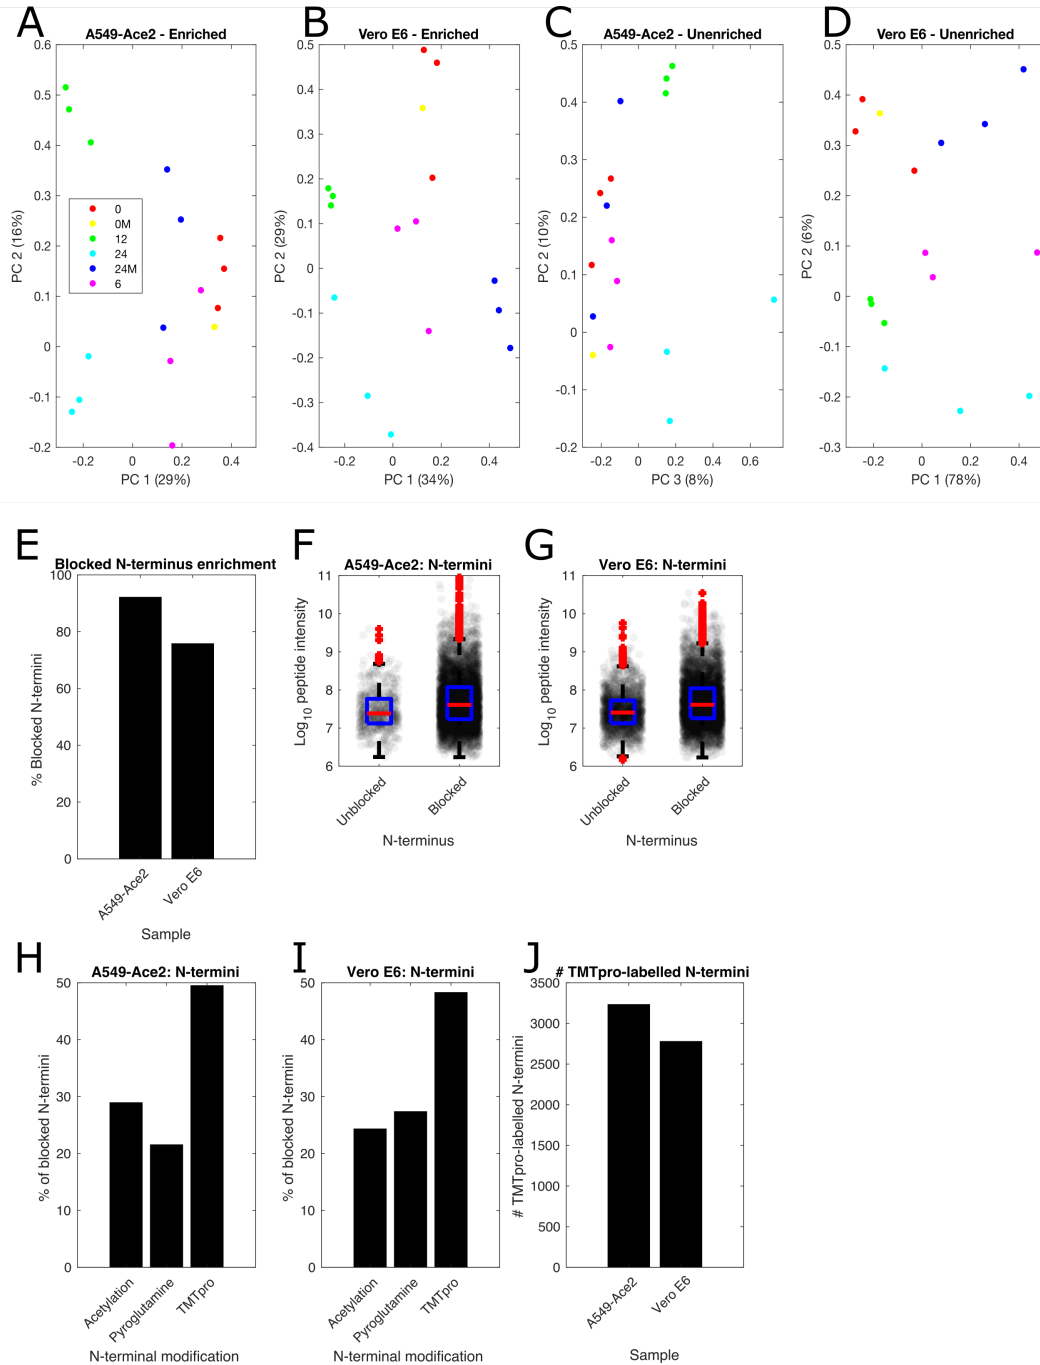 A
A549-Ace2 - Enriched
0.6
0.5
0.4
0.3
0.2
0.1
0
-0.1
-0.2
PC 2 (16%)
0
0M
12
24
24M
6
-0.2 0 0.2 0.4
PC 1 (29%)
B
Vero E6 - Enriched
0.5
0.4
0.3
0.2
0.1
0
-0.1
-0.2
-0.3
-0.4
PC 2 (29%)
-0.2 0 0.2 0.4
PC 1 (34%)
C
A549-Ace2 - Unenriched
0.5
0.4
0.3
0.2
0.1
0
-0.1
-0.2
PC 2 (10%)
-0.2 0 0.2 0.4 0.6
PC 3 (8%)
D
Vero E6 - Unenriched
0.5
0.4
0.3
0.2
0.1
0
-0.1
-0.2
-0.3
PC 2 (6%)
-0.2 0 0.2 0.4
PC 1 (78%)
E
Blocked N-terminus enrichment
100
80
60
40
20
0
% Blocked N-termini
A549-Ace2
Vero E6
Sample
F
A549-Ace2: N-termini
11
10
9
8
7
6
Log10 peptide intensity
Unblocked
Blocked
N-terminus
G
Vero E6: N-termini
11
10
9
8
7
6
Log10 peptide intensity
Unblocked
Blocked
N-terminus
H
A549-Ace2: N-termini
50
40
30
20
10
0
% of blocked N-termini
Acetylation
Pyroglutamine
TMTpro
N-terminal modification
I
Vero E6: N-termini
50
40
30
20
10
0
% of blocked N-termini
Acetylation
Pyroglutamine
TMTpro
N-terminal modification
J
# TMTpro-labelled N-termini
3500
3000
2500
2000
1500
1000
500
0
# TMTpro-labelled N-termini
A549-Ace2
Vero E6
Sample